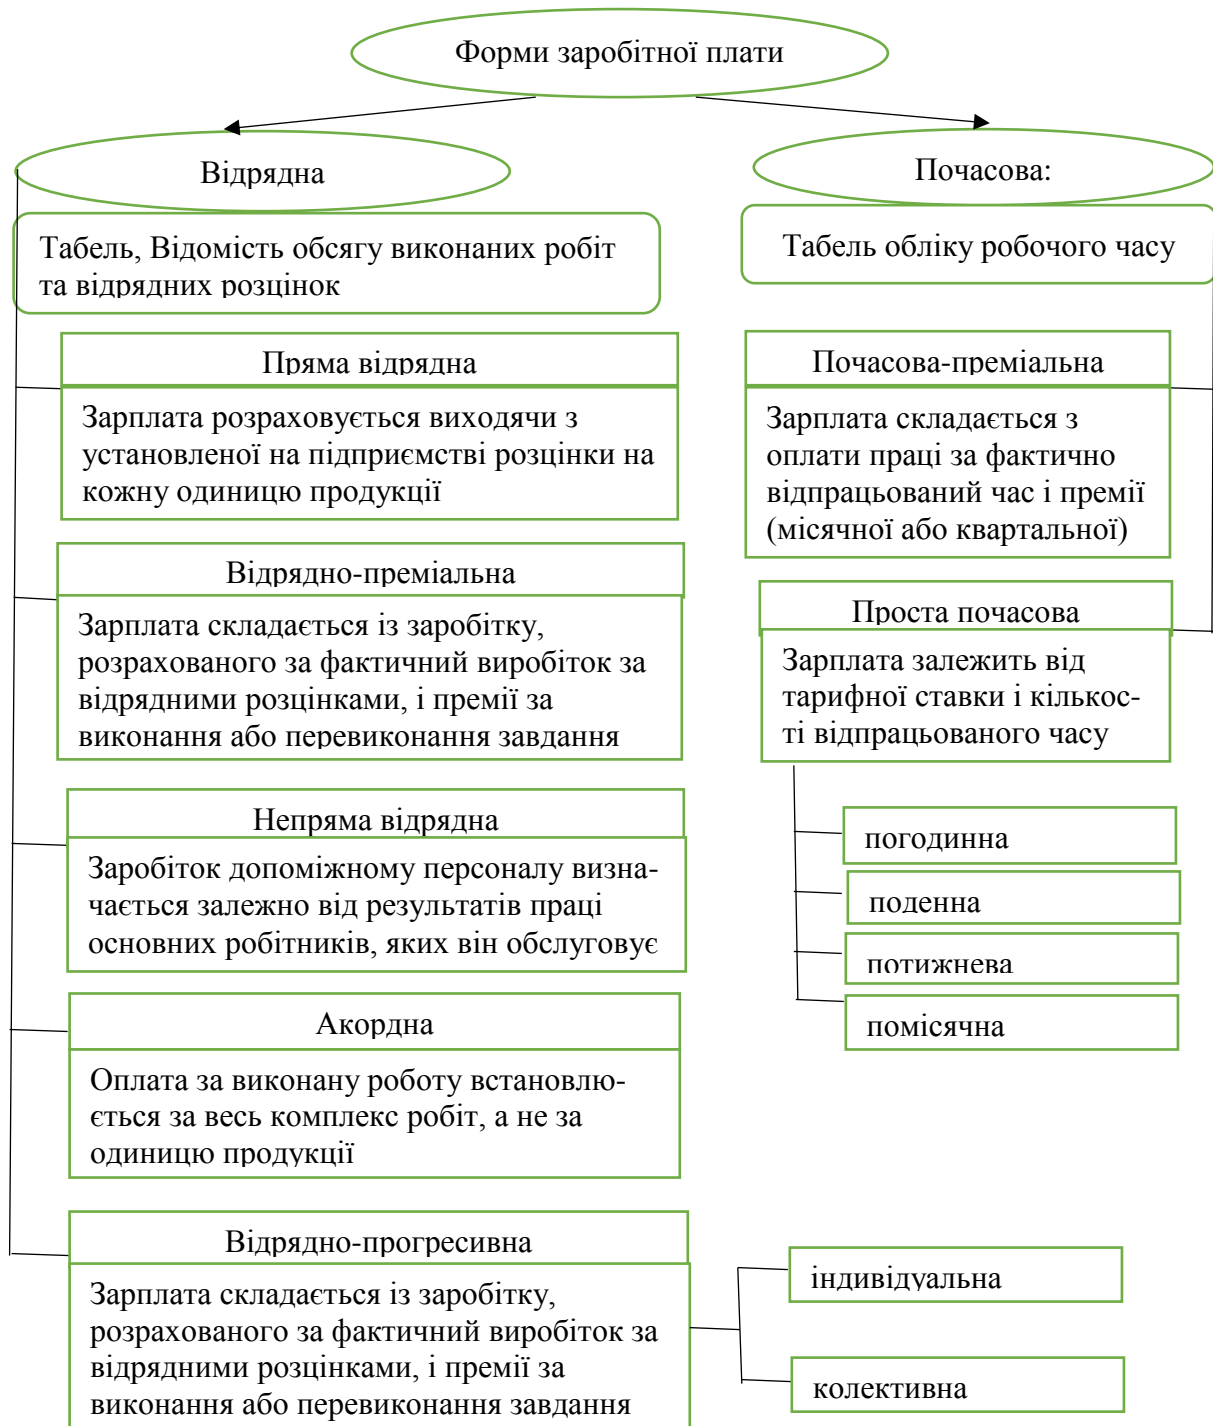 Форми заробітної плати
Відрядна
Табель, Відомість обсягу виконаних робіт
та відрядних розцінок
Пряма відрядна
Зарплата розраховується виходячи з
установленої на підприємстві розцінки на
кожну одиницю продукції
Відрядно-преміальна
Зарплата складається із заробітку,
розрахованого за фактичний виробіток за
відрядними розцінками, і премії за
виконання або перевиконання завдання
Непряма відрядна
Заробіток допоміжному персоналу визна-
чається залежно від результатів праці
основних робітників, яких він обслуговує
Акордна
Оплата за виконану роботу встановлю-
ється за весь комплекс робіт, а не за
одиницю продукції
Відрядно-прогресивна
Зарплата складається із заробітку,
розрахованого за фактичний виробіток за
відрядними розцінками, і премії за
виконання або перевиконання завдання
індивідуальна
колективна
Почасова:
Табель обліку робочого часу
Почасова-преміальна
Зарплата складається з
оплати праці за фактично
відпрацьований час і премії
(місячної або квартальної)
Проста почасова
Зарплата залежить від
тарифної ставки і кількос-
ті відпрацьованого часу
погодинна
поденна
потижнева
помісячна